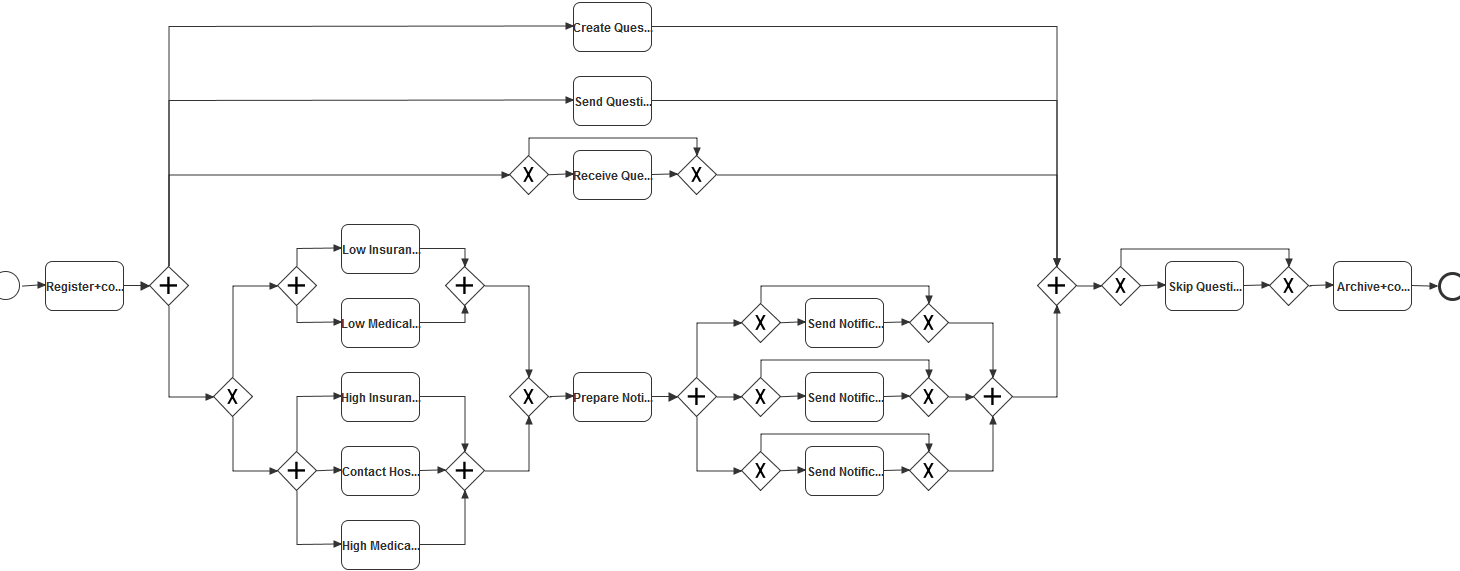 Create Ques...
Send Questi...
X
Receive Que...
X
Low Insuran...
Register+co...
+
+
+
+
X
Skip Questi...
X
Archive+co...
Low Medical...
X
Send Notific...
X
High Insuran...
X
X
Prepare Noti...
+
X
Send Notific...
X
+
+
Contact Hos...
+
X
Send Notific...
X
High Medica...